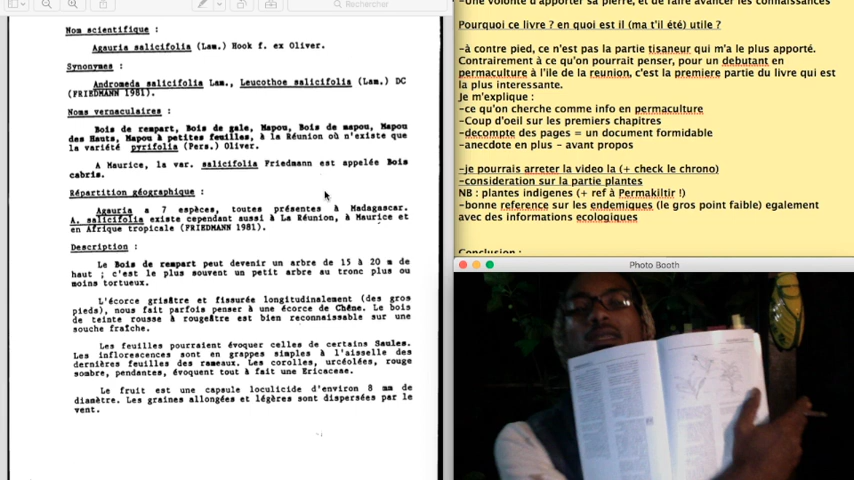 Rechercher
Nom scientifique :
Agauria salicifolia (Lam.) Hook f. ex Oliver.
Synonymes :
Andromeda salicifolia Lam., Leucothoe salicifolia (Lam.) DC
(FRIEDMANN 1981).
Noms vernaculaires :
Bois de rempart, Bois de gale, Mapou, Bois de mapou, Mapou
des Hauts, Mapou à petites feuilles, à la Réunion où n'existe que
la variété pyrifolia (Pers.) Oliver.
A Maurice, la var. salicifolia Friedmann est appelée Bois
cabris.
Répartition géographique :
Agauria a 7 espèces, toutes présentes à Madagascar.
A. salicifolia existe cependant aussi à La Réunion, à Maurice et
en Afrique tropicale (FRIEDMANN 1981).
Description :
Le Bois de rempart peut devenir un arbre de 15 à 20 m de
haut ; c'est le plus souvent un petit arbre au tronc plus ou
moins tortueux.
L'écorce grisâtre et fissurée longitudinalement (des gros
pieds), nous fait parfois penser à une écorce de Chêne. Le bois
de teinte rousse à rougeâtre est bien reconnaissable sur une
souche fraîche.
Les feuilles pourraient évoquer celles de certains Saules.
Les inflorescences sont en grappes simples à l'aisselle des
dernières feuilles des rameaux. Les corolles, urcéolées, rouge
sombre, pendantes, évoquent tout à fait une Ericaceae.
Le fruit est une capsule loculicide d'environ 8 mm de
diamètre. Les graines allongées et légères sont dispersées par le
vent.
-Une volonté d'apporter sa pierre, et de faire avancer les connaissances
Pourquoi ce livre ? en quoi est il (ma t'il été) utile ?
-à contre pied, ce n'est pas la partie tisaneur qui m'a le plus apporté.
Contrairement à ce qu'on pourrait penser, pour un debutant en
permaculture à l'ile de la reunion, c'est la premiere partie du livre qui est
la plus interessante.
Je m'explique :
-ce qu'on cherche comme info en permaculture
-Coup d'oeil sur les premiers chapitres
-decompte des pages = un document formidable
-anecdote en plus - avant propos
-je pourrais arreter la video la (+ check le chrono)
-consideration sur la partie plantes
NB : plantes indigenes (+ ref à Permakiltir !)
-bonne reference sur les endemiques (le gros point faible) egalement
avec des informations ecologiques
Conclusion :
Photo Booth